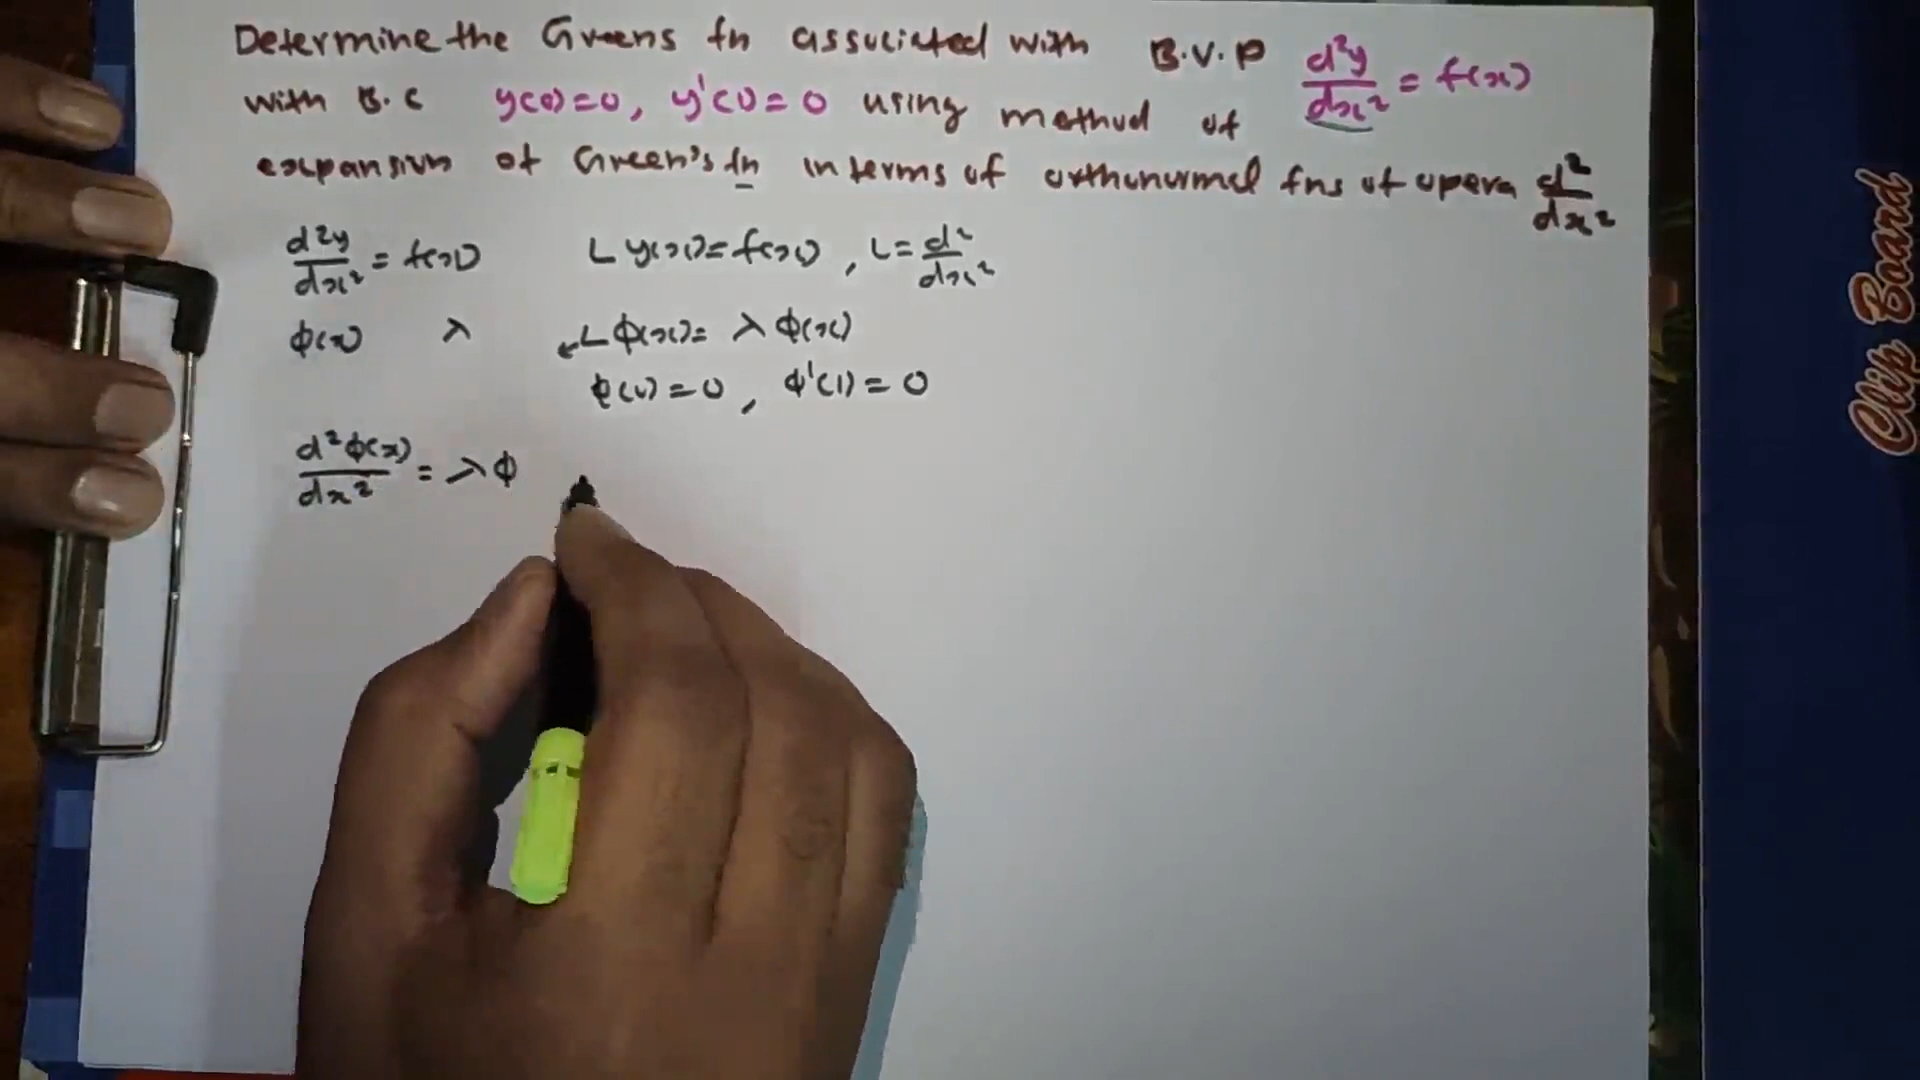 Determine the Greens fn associated with B.V.P d²y/dx² = f(x)
with B.C y(0)=0, y'(1)=0 using method of
expansion of Green's fn in terms of orthonormal fns of opera d²/dx²
d²y/dx² = f(x) L y(x)=f(x), L=d²/dx²
ϕ(x) λ Lϕ(x)= λ ϕ(x)
ϕ(0)=0, ϕ'(1)=0
d²ϕ(x)/dx² = λϕ
Clip Board